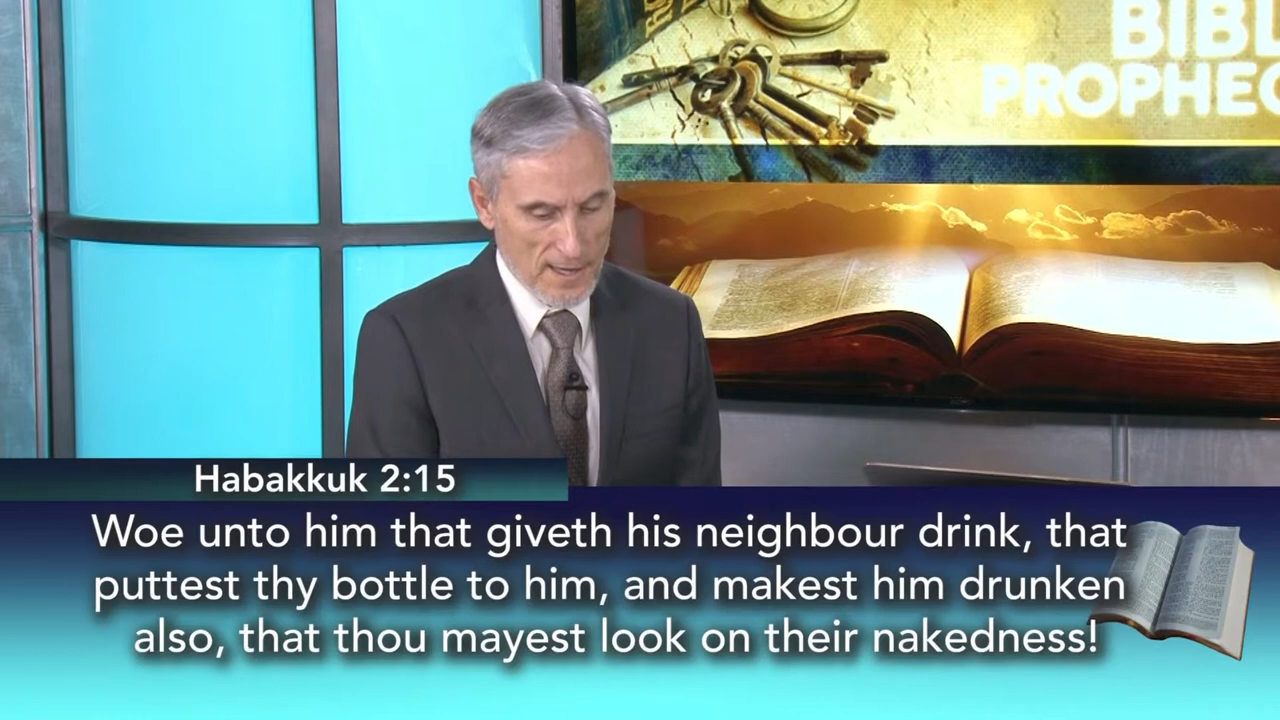 BIBL
PROPHEC
Habakkuk 2:15
Woe unto him that giveth his neighbour drink, that
puttest thy bottle to him, and makest him drunken
also, that thou mayest look on their nakedness!